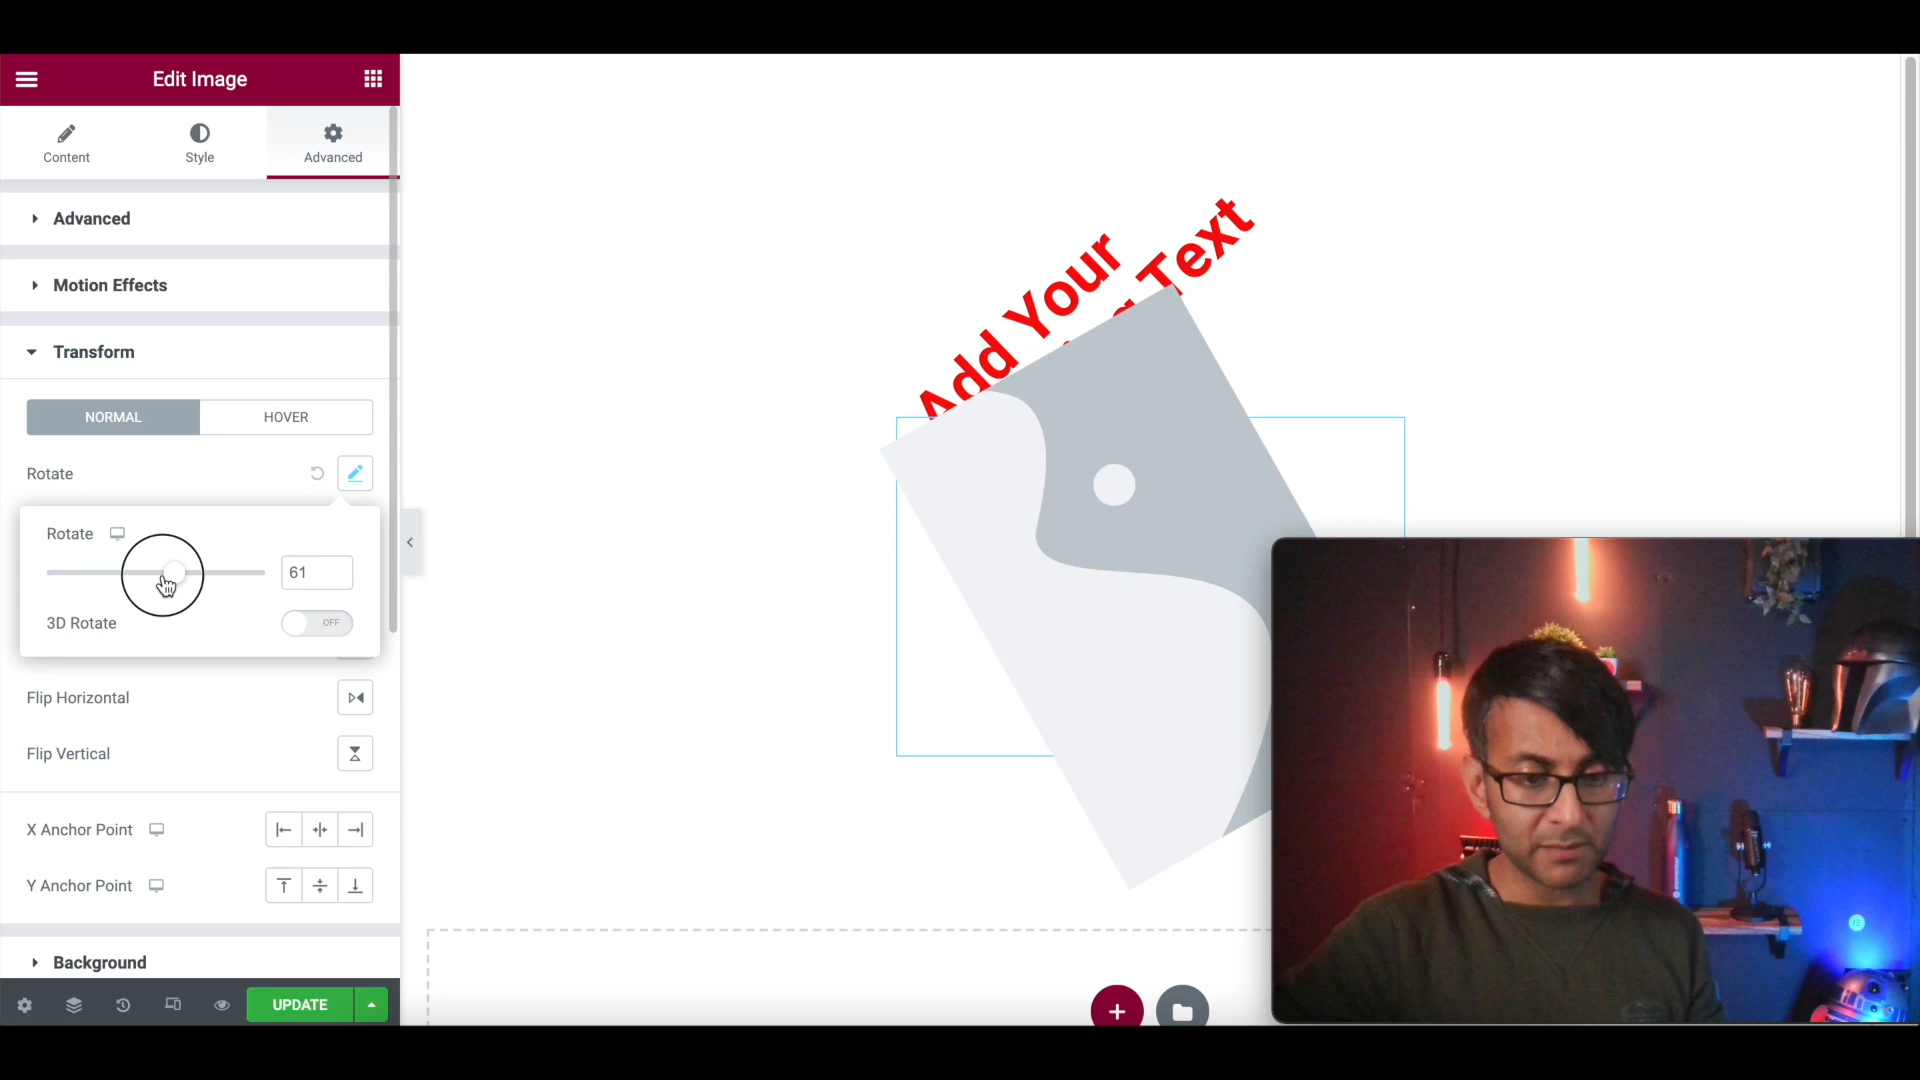 Edit Image
Content
Style
Advanced
Advanced
Motion Effects
Transform
NORMAL
HOVER
Rotate
Rotate
61
3D Rotate
OFF
Flip Horizontal
Flip Vertical
X Anchor Point
Y Anchor Point
Background
UPDATE
Add Your
Text